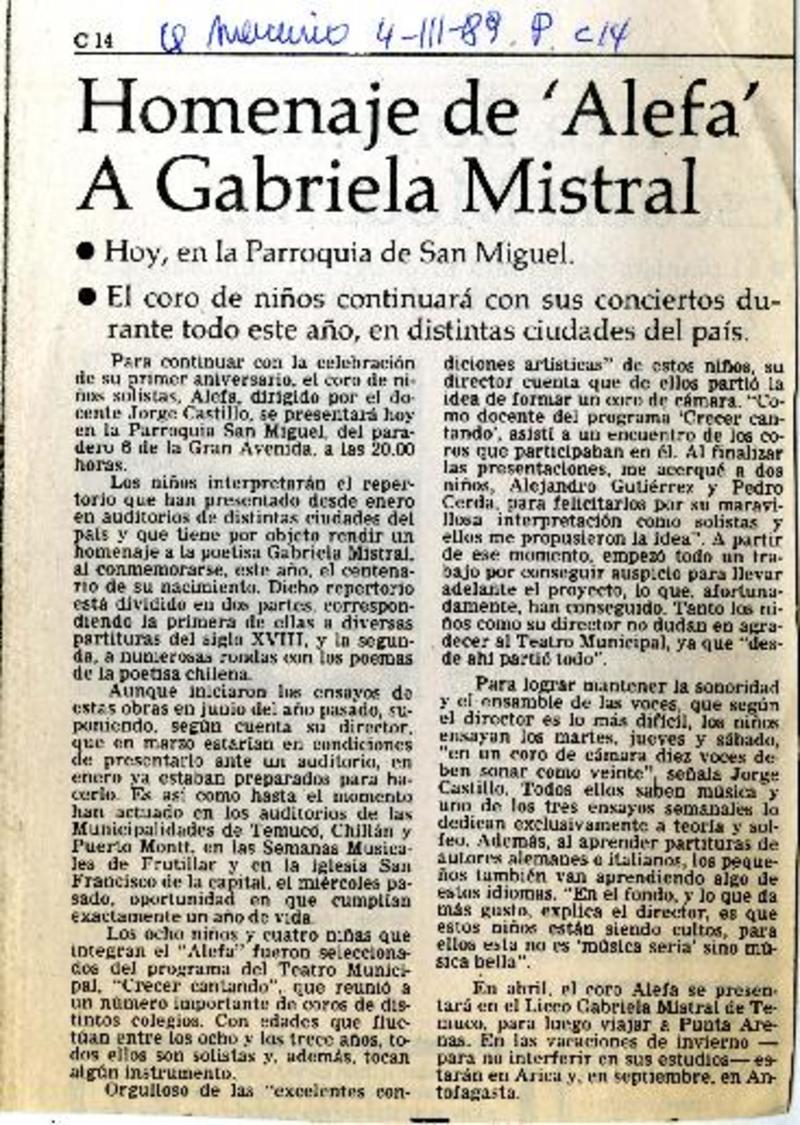 C 14
El Mercurio 4-III-89. P. C14
Homenaje de ‘Alefa’
A Gabriela Mistral
● Hoy, en la Parroquia de San Miguel.
● El coro de niños continuará con sus conciertos du-
rante todo este año, en distintas ciudades del país.
Para continuar con la celebración
de su primer aniversario, el coro de ni-
ños solistas, Alefa, dirigido por el do-
cente Jorge Castillo, se presentará hoy
en la Parroquia San Miguel, del para-
dero 6 de la Gran Avenida, a las 20.00
horas.
Los niños interpretarán el reper-
torio que han presentado desde enero
en auditorios de distintas ciudades del
país y que tiene por objeto rendir un
homenaje a la poetisa Gabriela Mistral,
al conmemorarse, este año, el centena-
rio de su nacimiento. Dicho repertorio
está dividido en dos partes, correspon-
diendo la primera de ellas a diversas
partituras del siglo XVIII, y la segun-
da, a numerosas rondas con los poemas
de la poetisa chilena.
Aunque iniciaron los ensayos de
estas obras en junio del año pasado, su-
poniendo, según cuenta su director,
que en marzo estarían en condiciones
de presentarlo ante un auditorio, en
enero ya estaban preparados para ha-
cerlo. Es así como hasta el momento
han actuado en los auditorios de las
Municipalidades de Temuco, Chillán y
Puerto Montt, en las Semanas Musica-
les de Frutillar y en la Iglesia San
Francisco de la capital, el miércoles pa-
sado, oportunidad en que cumplían
exactamente un año de vida.
Los ocho niños y cuatro niñas que
integran el "Alefa" fueron selecciona-
dos del programa del Teatro Munici-
pal, "Crecer cantando", que reunió a
un número importante de coros de dis-
tintos colegios. Con edades que fluc-
túan entre los ocho y los trece años, to-
dos ellos son solistas y, además, tocan
algún instrumento.
Orgulloso de las "excelentes con-
diciones artísticas" de estos niños, su
director cuenta que de ellos partió la
idea de formar un coro de cámara. "Co-
mo docente del programa ‘Crecer can-
tando’, asistí a un encuentro de los co-
ros que participaban en él. Al finalizar
las presentaciones, me acerqué a dos
niños, Alejandro Gutiérrez y Pedro
Cerda, para felicitarlos por su maravi-
llosa interpretación como solistas y
ellos me propusieron la idea". A partir
de ese momento, empezó todo un tra-
bajo por conseguir auspicio para llevar
adelante el proyecto, lo que, afortuna-
damente, han conseguido. Tanto los ni-
ños como su director no dudan en agra-
decer al Teatro Municipal, ya que "des-
de ahí partió todo".
Para lograr mantener la sonoridad
y el ensamble de las voces, que según
el director es lo más difícil, los niños
ensayan los martes, jueves y sábado,
"en un coro de cámara diez voces de-
ben sonar como veinte", señala Jorge
Castillo. Todos ellos saben música y
uno de los tres ensayos semanales lo
dedican exclusivamente a teoría y sol-
feo. Además, al aprender partituras de
autores alemanes o italianos, los peque-
ños también van aprendiendo algo de
estos idiomas. "En el fondo, y lo que da
más gusto, explica el director, es que
estos niños están siendo cultos, para
ellos esta no es ‘música seria’ sino mú-
sica bella".
En abril, el coro Alefa se presen-
tará en el Liceo Gabriela Mistral de Te-
muco, para luego viajar a Punta Are-
nas. En las vacaciones de invierno —
para no interferir en sus estudios— es-
tarán en Arica y, en septiembre, en An-
tofagasta.